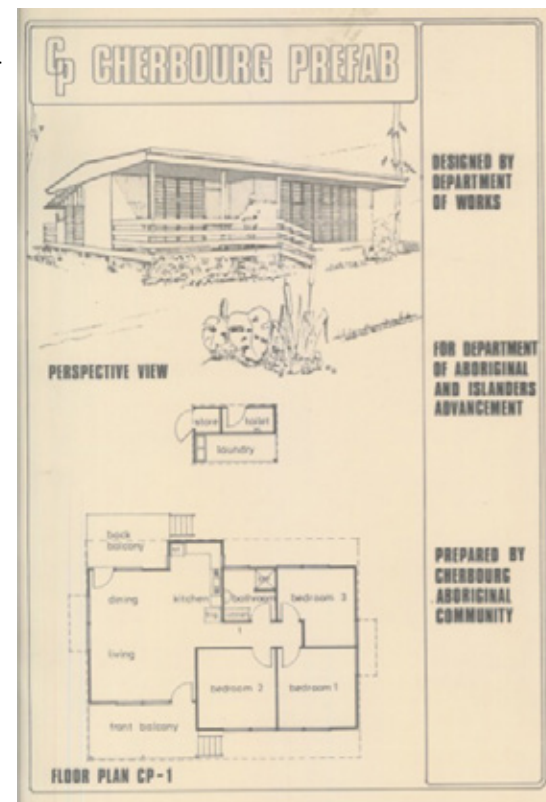 CP CHERBOURG PREFAB
DESIGNED BY
DEPARTMENT
OF WORKS
PERSPECTIVE VIEW
FOR DEPARTMENT
OF ABORIGINAL
AND ISLANDERS
ADVANCEMENT
store toilet
laundry
PREPARED BY
CHERBOURG
ABORIGINAL
COMMUNITY
back
balcony
dining kitchen bathroom bedroom 3
living
bedroom 2 bedroom 1
front balcony
FLOOR PLAN CP-1